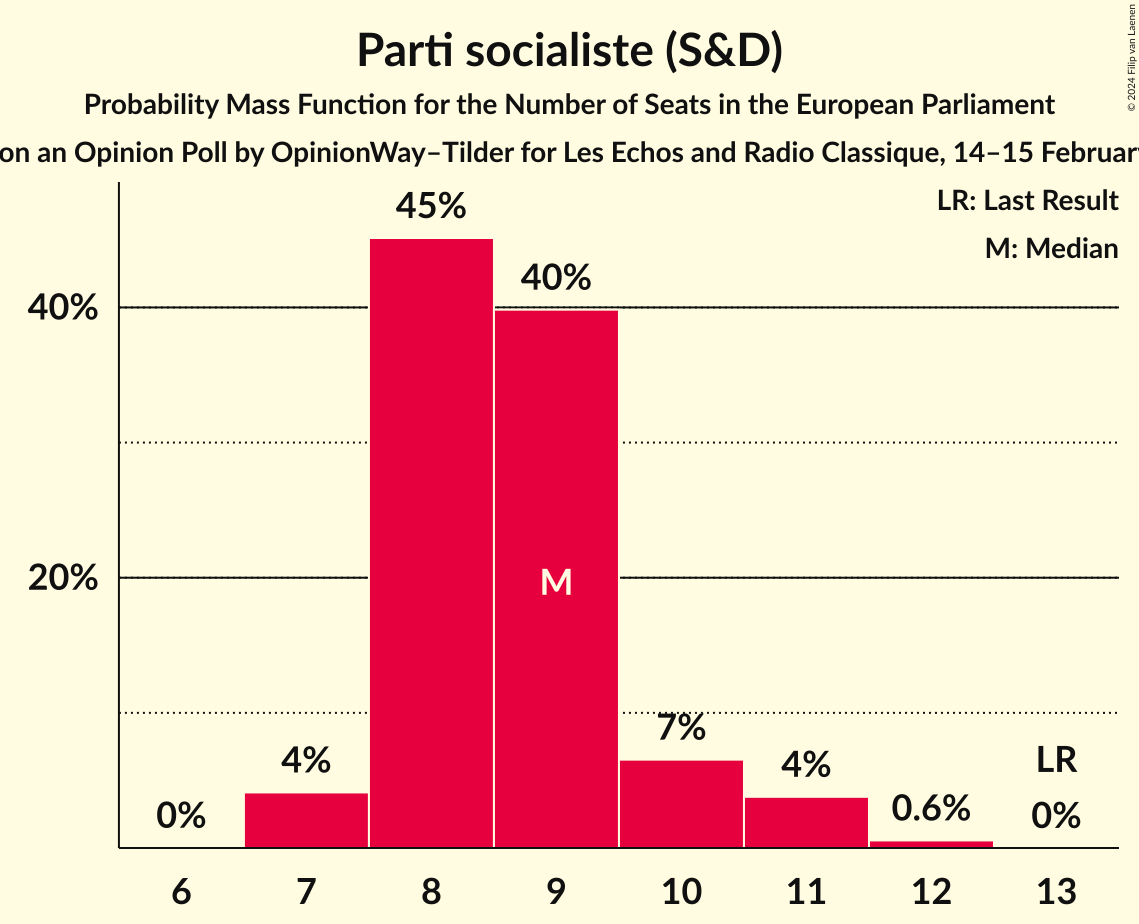 Parti socialiste (S&D)
Probability Mass Function for the Number of Seats in the European Parliament
on an Opinion Poll by OpinionWay–Tilder for Les Echos and Radio Classique, 14–15 February
LR: Last Result
M: Median
45%
40%
40%
20%
M
7%
4%
4%
0.6%
LR
0%
0%
6 7 8 9 10 11 12 13
© 2024 Filip van Laenen